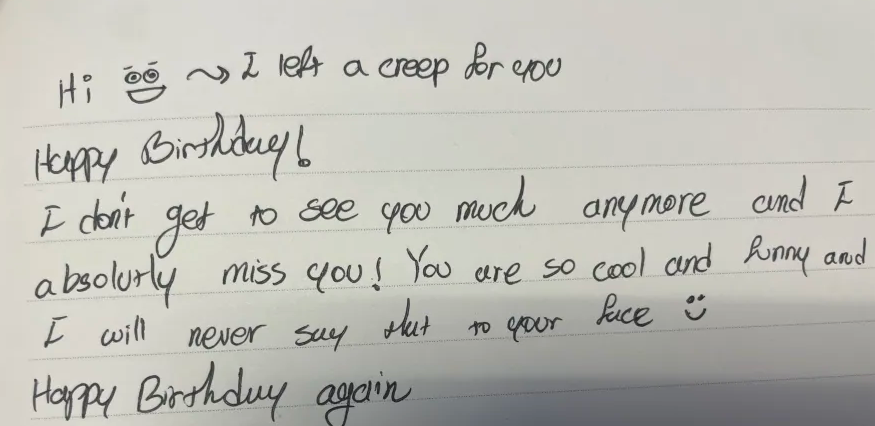 Hi ~> I left a creep for you
Happy Birthday!
I don't get to see you much anymore and I
absolutly miss you! You are so cool and funny and
I will never say that to your face :)
Happy Birthday again